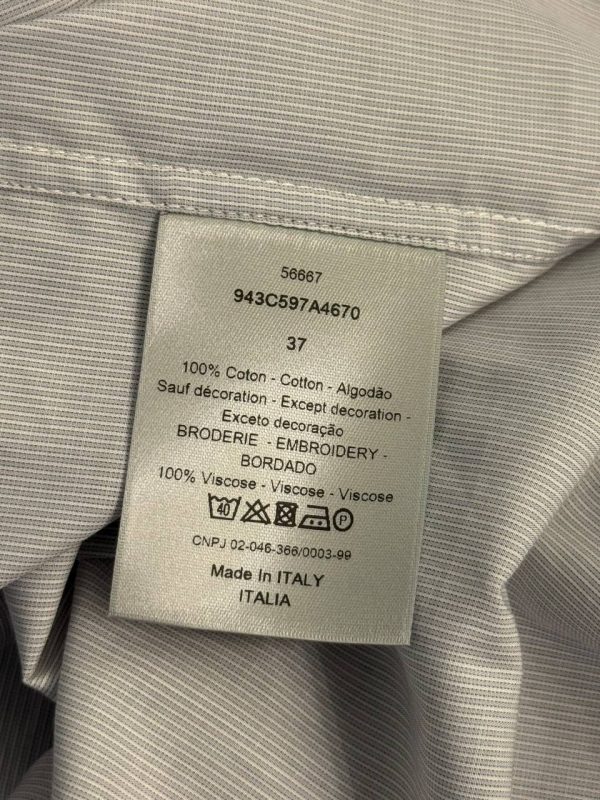 56667
943C597A4670
37
100% Coton - Cotton - Algodão
Sauf décoration - Except decoration -
Exceto decoração
BRODERIE - EMBROIDERY -
BORDADO
100% Viscose - Viscose - Viscose
40 P
CNPJ 02-046-366/0003-99
Made In ITALY
ITALIA